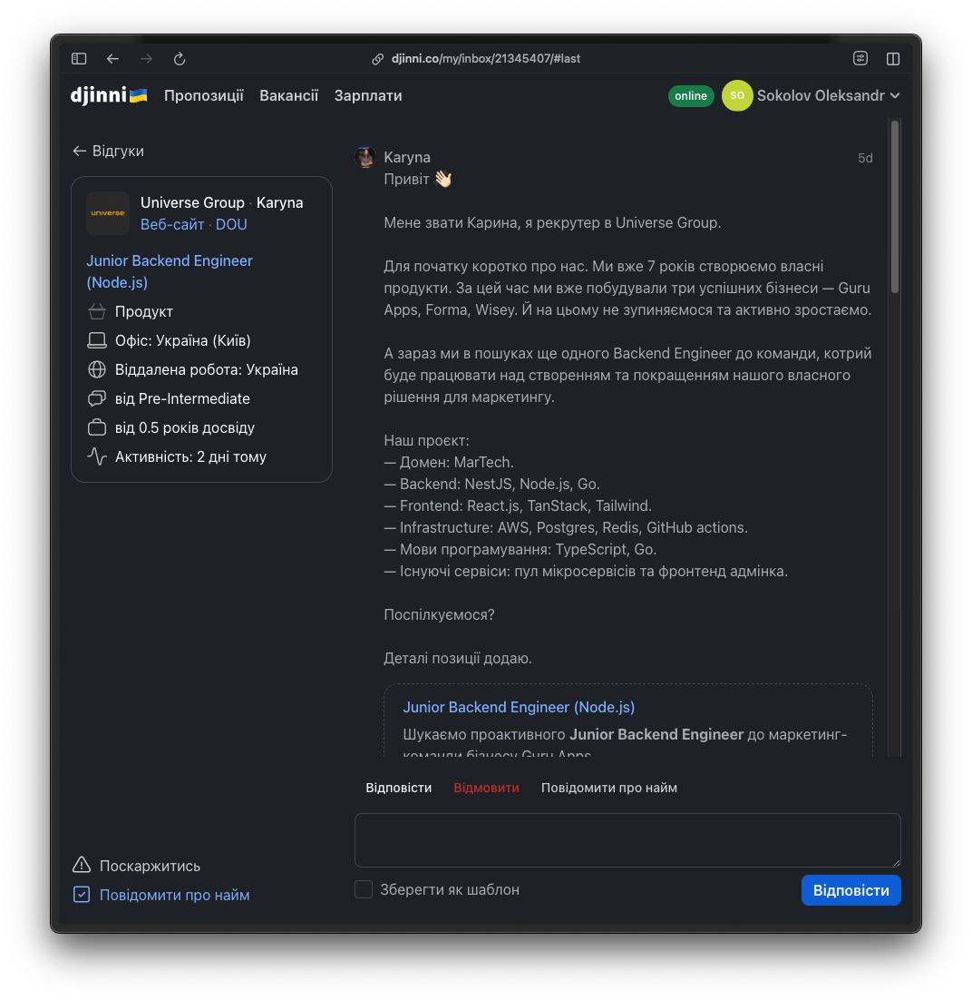 djinni.co/my/inbox/21345407/#last
djinni
Пропозиції Вакансії Зарплати
online
SO
Sokolov Oleksandr
Відгуки
universe
Universe Group · Karyna
Веб-сайт · DOU
Junior Backend Engineer
(Node.js)
Продукт
Офіс: Україна (Київ)
Віддалена робота: Україна
від Pre-Intermediate
від 0.5 років досвіду
Активність: 2 дні тому
Karyna
5d
Привіт 👋🏻
Мене звати Карина, я рекрутер в Universe Group.
Для початку коротко про нас. Ми вже 7 років створюємо власні
продукти. За цей час ми вже побудували три успішних бізнеси — Guru
Apps, Forma, Wisey. Й на цьому не зупиняємося та активно зростаємо.
А зараз ми в пошуках ще одного Backend Engineer до команди, котрий
буде працювати над створенням та покращенням нашого власного
рішення для маркетингу.
Наш проєкт:
— Домен: MarTech.
— Backend: NestJS, Node.js, Go.
— Frontend: React.js, TanStack, Tailwind.
— Infrastructure: AWS, Postgres, Redis, GitHub actions.
— Мови програмування: TypeScript, Go.
— Існуючі сервіси: пул мікросервісів та фронтенд адмінка.
Поспілкуємося?
Деталі позиції додаю.
Junior Backend Engineer (Node.js)
Шукаємо проактивного Junior Backend Engineer до маркетинг-
команди бізнесу Guru Apps
Відповісти Відмовити Повідомити про найм
Зберегти як шаблон
Відповісти
Поскаржитись
Повідомити про найм